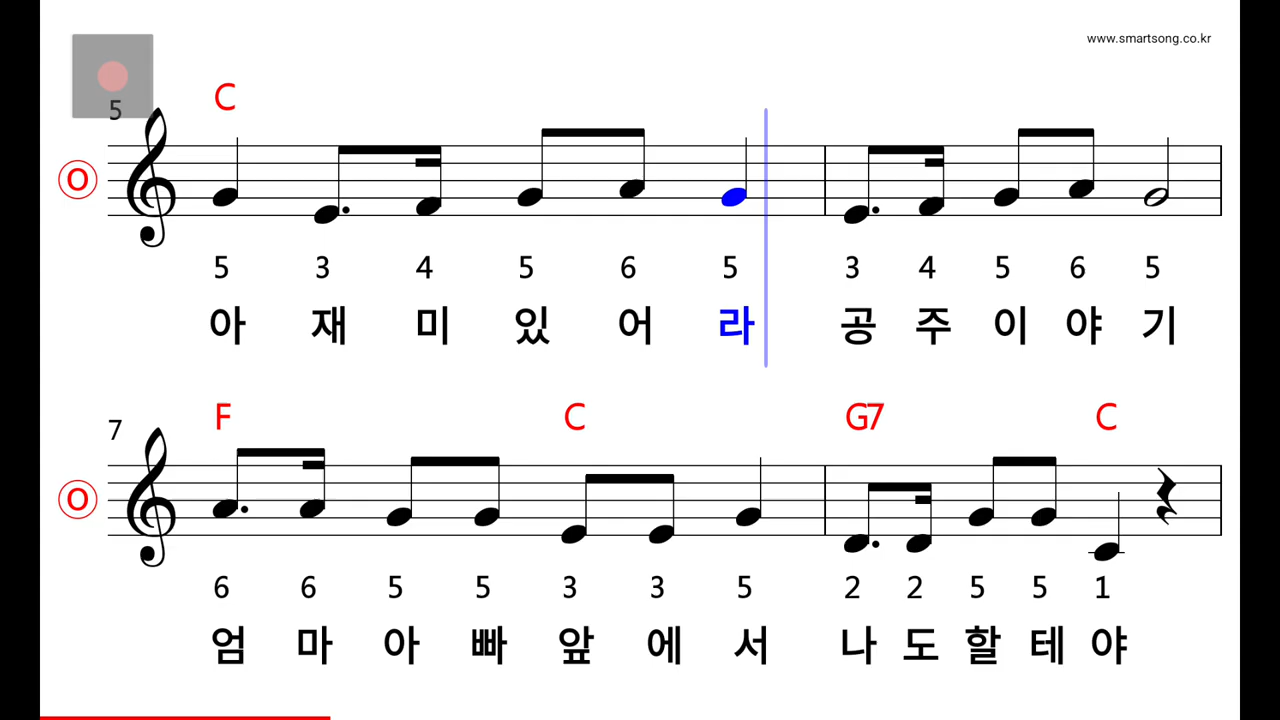 www.smartsong.co.kr
5 C
O
5 3 4 5 6 5 3 4 5 6 5
아 재 미 있 어 라 공 주 이 야 기
7 F C G7 C
O
6 6 5 5 3 3 5 2 2 5 5 1
엄 마 아 빠 앞 에 서 나 도 할 테 야